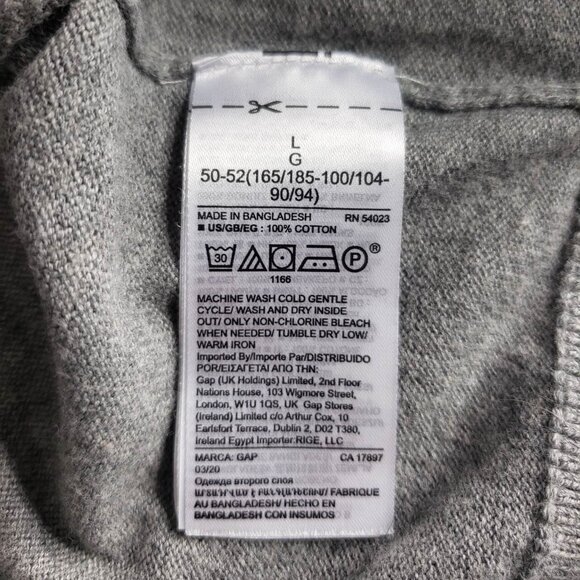 L
G
50-52(165/185-100/104-
90/94)
MADE IN BANGLADESH RN 54023
■ US/GB/EG : 100% COTTON
30 P ®
1166
MACHINE WASH COLD GENTLE
CYCLE/ WASH AND DRY INSIDE
OUT/ ONLY NON-CHLORINE BLEACH
WHEN NEEDED/ TUMBLE DRY LOW/
WARM IRON
Imported By/Importe Par/DISTRIBUIDO
POR/ΕΙΣΑΓΕΤΑΙ ΑΠΟ ΤΗΝ:
Gap (UK Holdings) Limited, 2nd Floor
Nations House, 103 Wigmore Street,
London, W1U 1QS, UK Gap Stores
(Ireland) Limited c/o Arthur Cox, 10
Earlsfort Terrace, Dublin 2, D02 T380,
Ireland Egypt Importer:RIGE, LLC
MARCA: GAP CA 17897
03/20
Одежда второго слоя
ԱՐՏԱԴՐՎԱԾ Է ԲԱՆԳԼԱԴԵՇՈՒՄ/ FABRIQUE
AU BANGLADESH/ HECHO EN
BANGLADESH CON INSUMOS